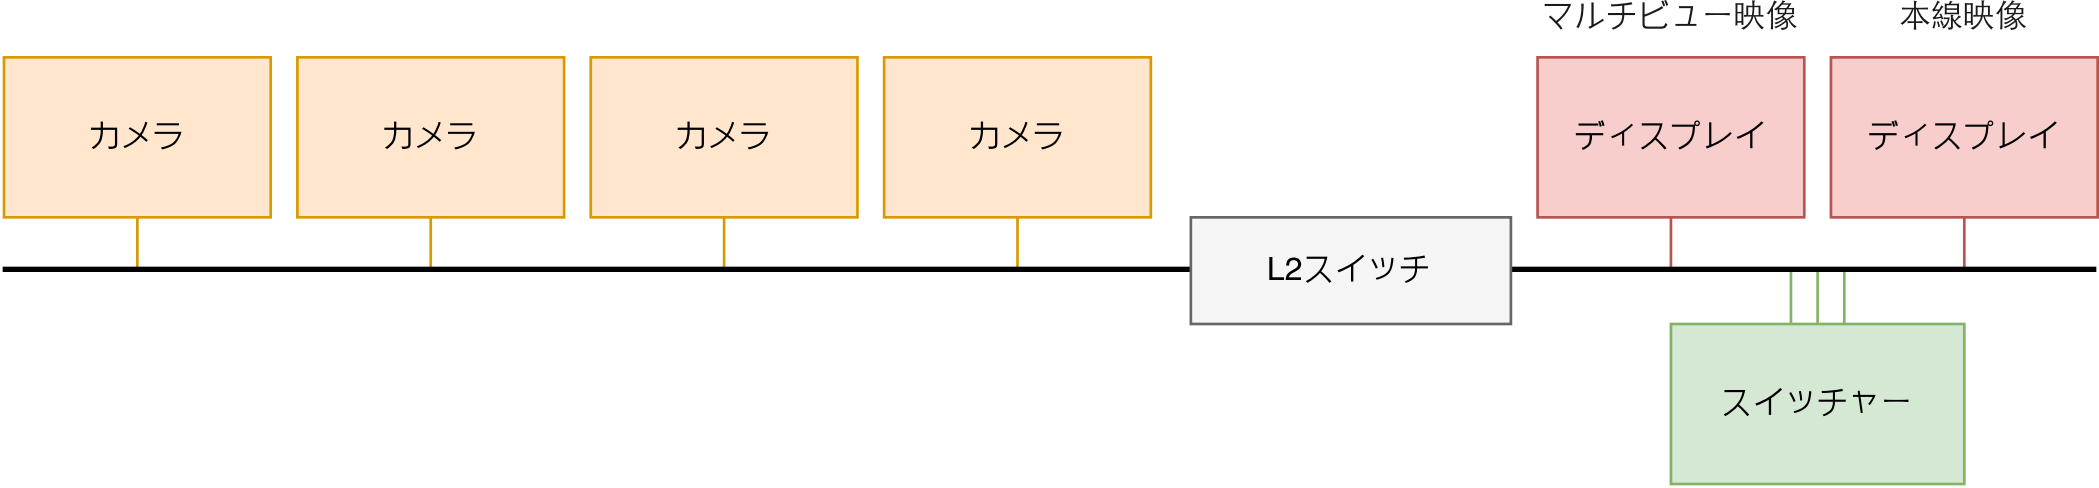 マルチビュー映像
本線映像
カメラ
カメラ
カメラ
カメラ
ディスプレイ
ディスプレイ
L2スイッチ
スイッチャー